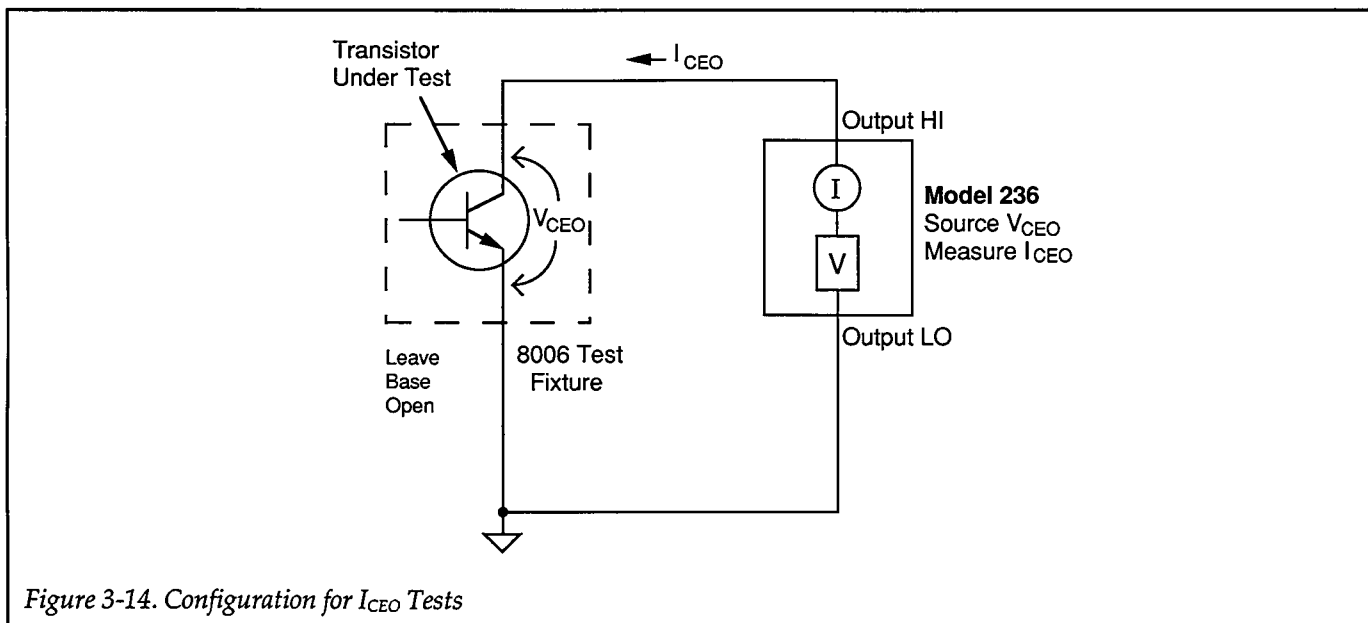 Transistor
Under Test
I_CEO
Output HI
I
V_CEO
V
Model 236
Source V_CEO
Measure I_CEO
Output LO
Leave
Base
Open
8006 Test
Fixture
Figure 3-14. Configuration for I_CEO Tests